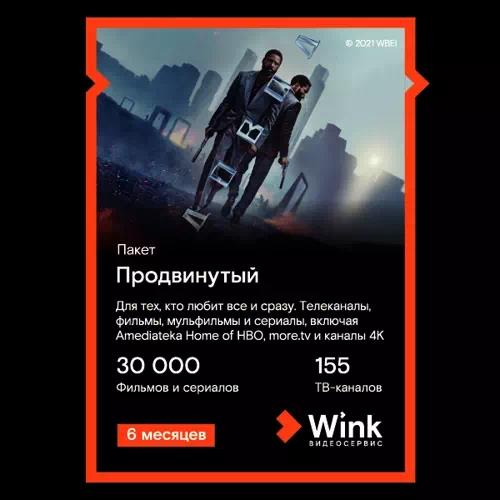 © 2021 WBEI
Пакет
Продвинутый
Для тех, кто любит все и сразу. Телеканалы,
фильмы, мульфильмы и сериалы, включая
Amediateka Home of HBO, more.tv и каналы 4K
30 000
Фильмов и сериалов
155
ТВ-каналов
6 месяцев
Wink
ВИДЕОСЕРВИС